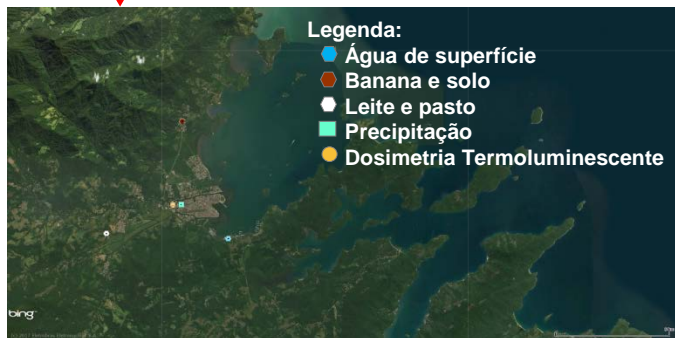 Legenda:
Água de superfície
Banana e solo
Leite e pasto
Precipitação
Dosimetria Termoluminescente
bing